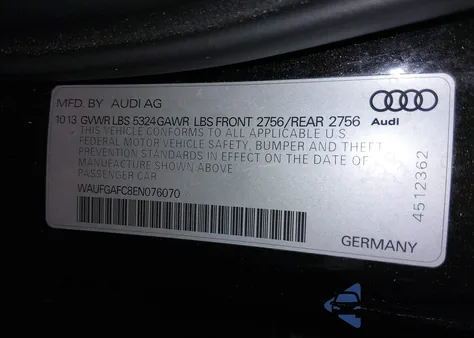 MFD. BY AUDI AG
10 13 GVWR LBS 5324 GAWR LBS FRONT 2756/REAR 2756
THIS VEHICLE CONFORMS TO ALL APPLICABLE U.S
FEDERAL MOTOR VEHICLE SAFETY, BUMPER AND THEFT
PREVENTION STANDARDS IN EFFECT ON THE DATE OF
MANUFACTURE SHOWN ABOVE
PASSENGER CAR
WAUFGAFC8EN076070
Audi
4512362
GERMANY